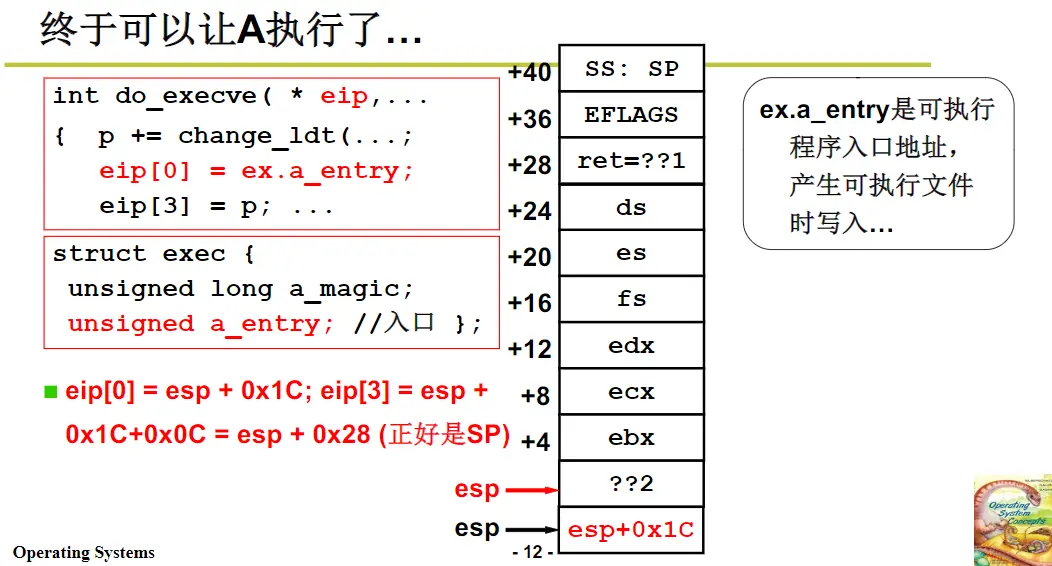 终于可以让A执行了...
int do_execve( * eip,...
{  p += change_ldt(...;
eip[0] = ex.a_entry;
eip[3] = p; ...
struct exec {
unsigned long a_magic;
unsigned a_entry; //入口 };
■ eip[0] = esp + 0x1C; eip[3] = esp +
0x1C+0x0C = esp + 0x28 (正好是SP)
+40 SS: SP
+36 EFLAGS
+28 ret=??1
+24 ds
+20 es
+16 fs
+12 edx
+8 ecx
+4 ebx
esp ??2
esp esp+0x1C
ex.a_entry是可执行
程序入口地址，
产生可执行文件
时写入...
Operating
System
Concepts
Operating Systems
- 12 -